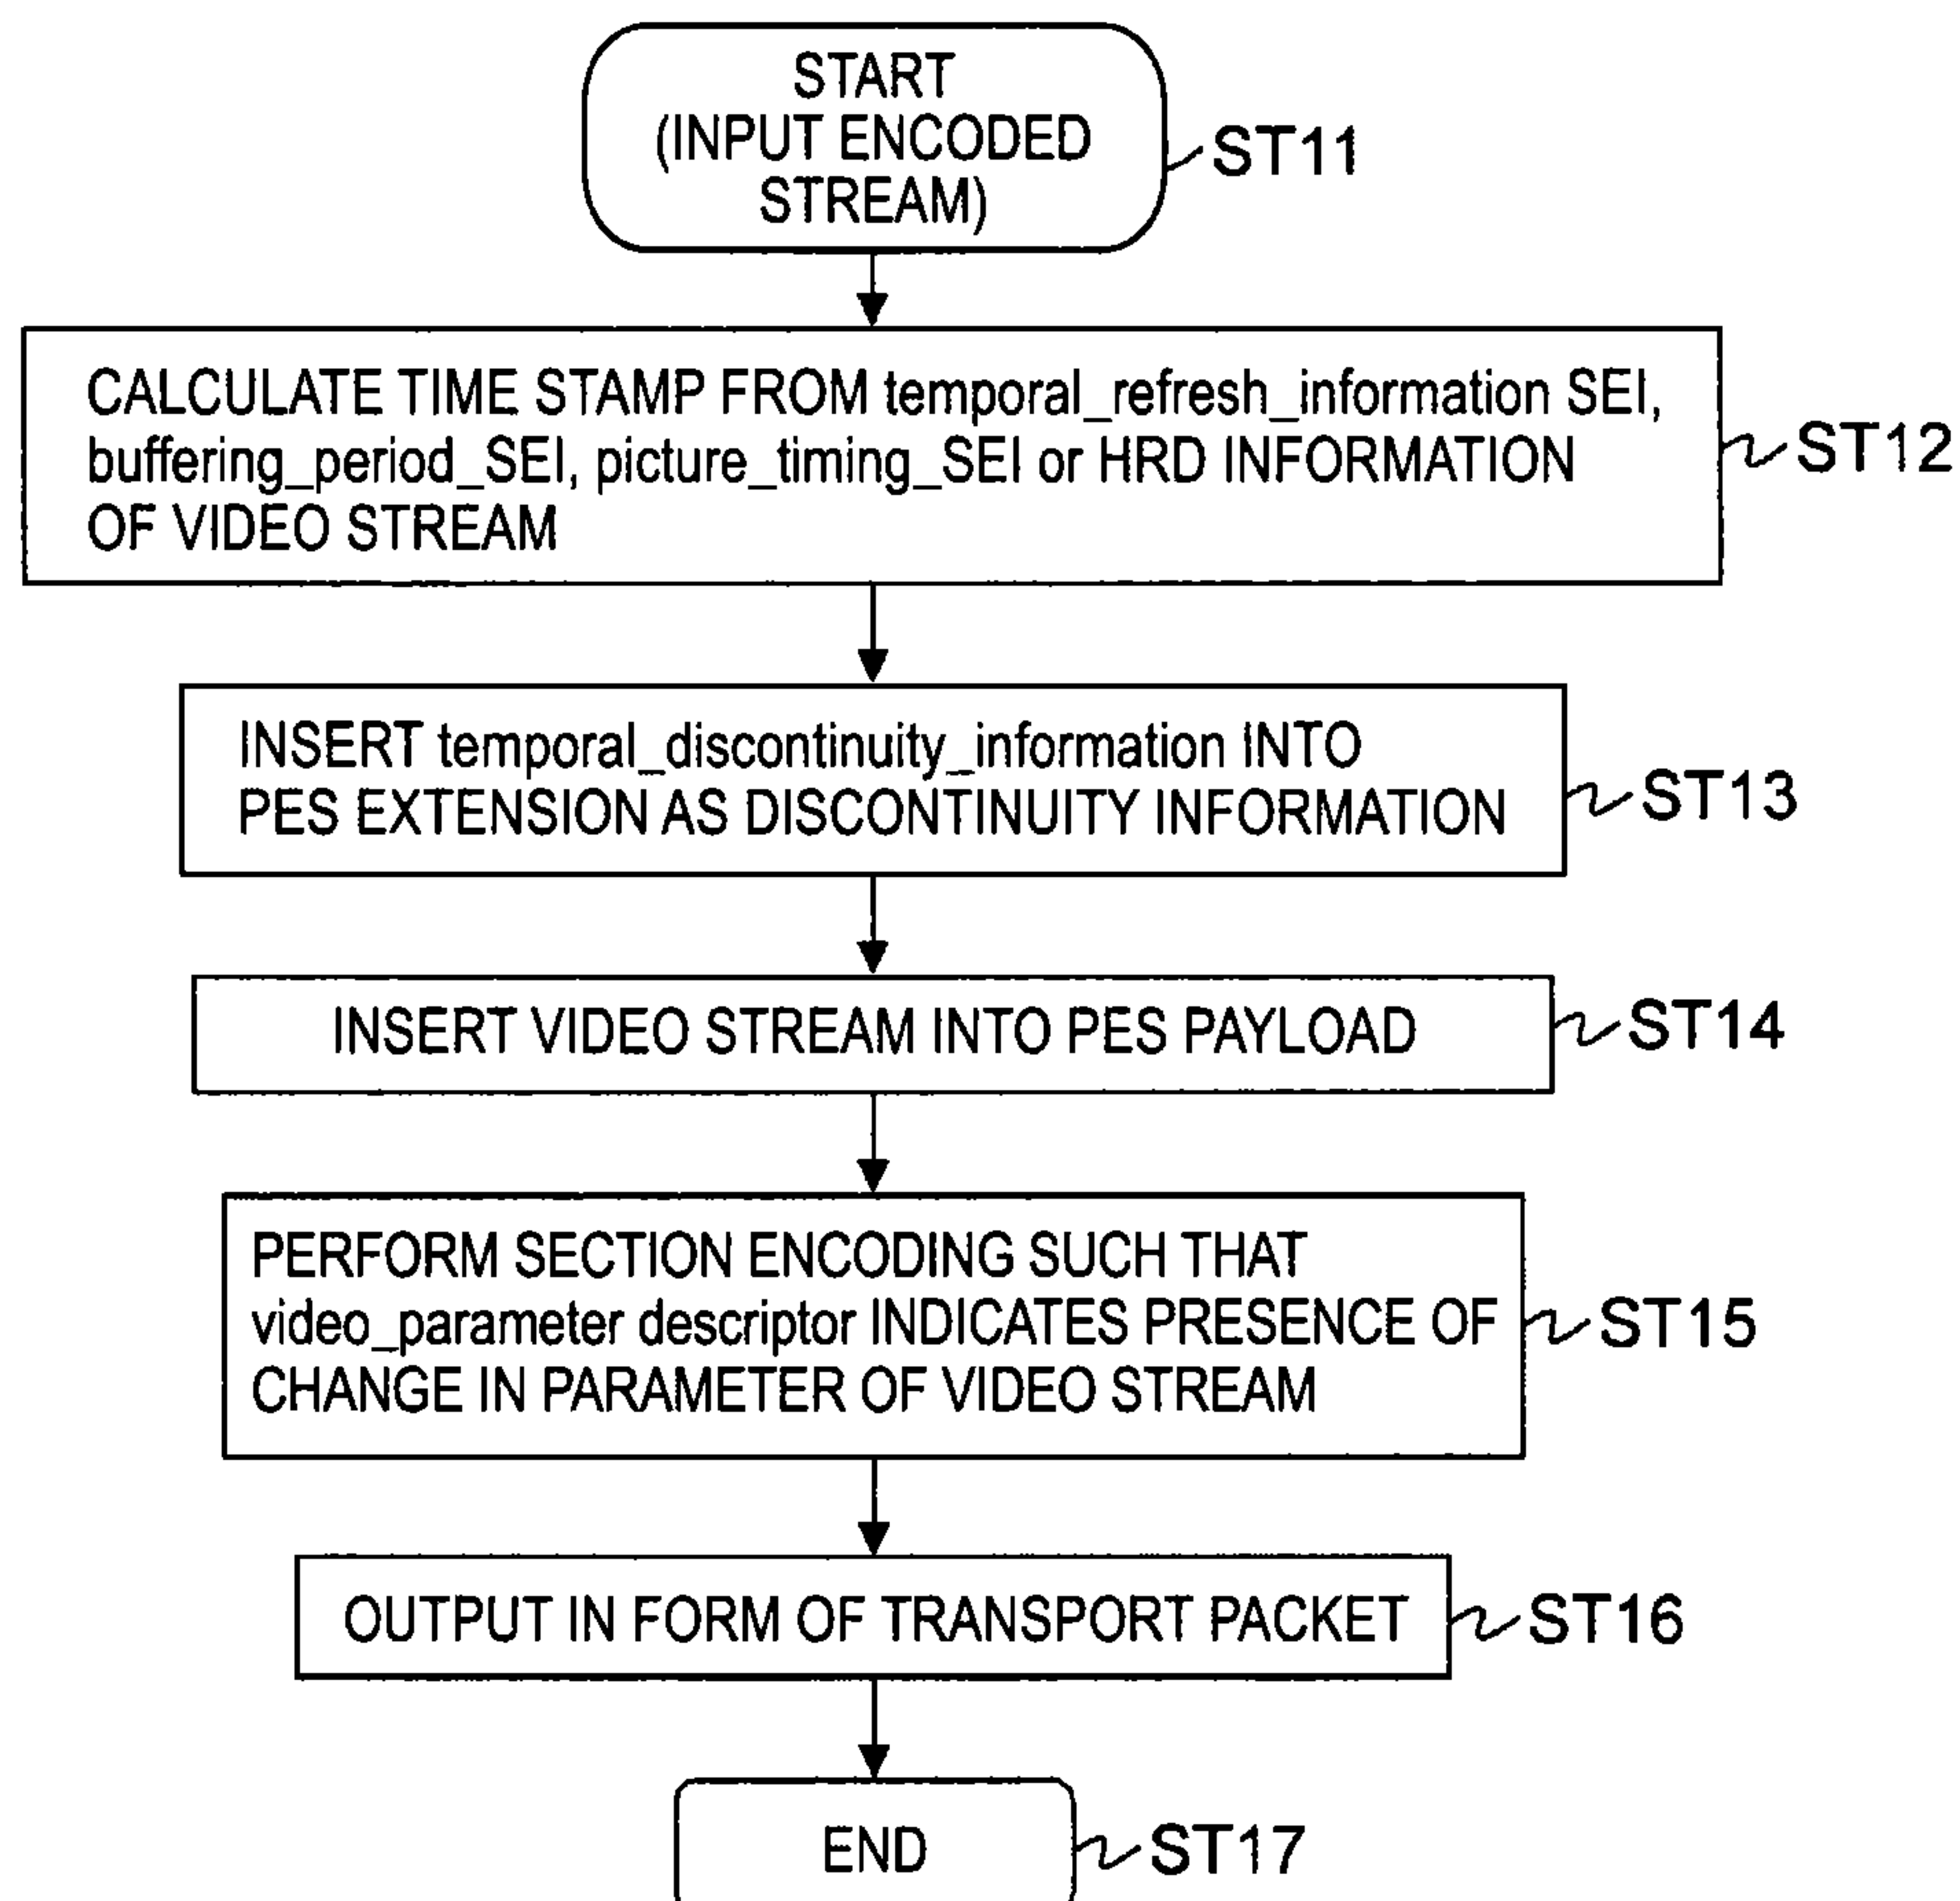 START
(INPUT ENCODED
STREAM)
ST11
CALCULATE TIME STAMP FROM temporal_refresh_information SEI,
buffering_period_SEI, picture_timing_SEI or HRD INFORMATION
OF VIDEO STREAM
ST12
INSERT temporal_discontinuity_information INTO
PES EXTENSION AS DISCONTINUITY INFORMATION
ST13
INSERT VIDEO STREAM INTO PES PAYLOAD
ST14
PERFORM SECTION ENCODING SUCH THAT
video_parameter descriptor INDICATES PRESENCE OF
CHANGE IN PARAMETER OF VIDEO STREAM
ST15
OUTPUT IN FORM OF TRANSPORT PACKET
ST16
END
ST17